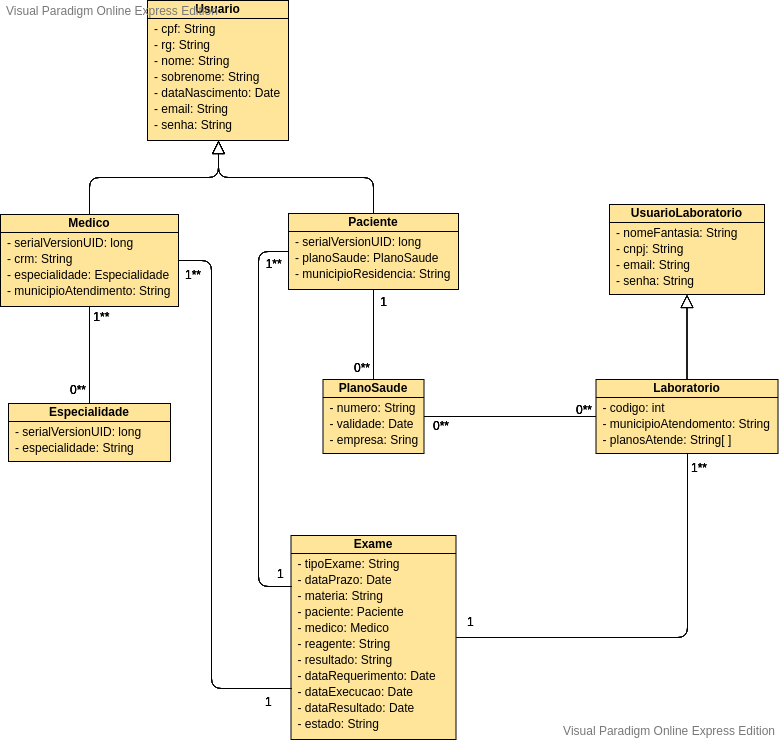 Visual Paradigm Online Express Edition
Usuario
- cpf: String
- rg: String
- nome: String
- sobrenome: String
- dataNascimento: Date
- email: String
- senha: String
Medico
- serialVersionUID: long
- crm: String
- especialidade: Especialidade
- municipioAtendimento: String
1**
1**
0**
Especialidade
- serialVersionUID: long
- especialidade: String
Paciente
- serialVersionUID: long
- planoSaude: PlanoSaude
- municipioResidencia: String
1**
1
0**
PlanoSaude
- numero: String
- validade: Date
- empresa: Sring
0**
0**
UsuarioLaboratorio
- nomeFantasia: String
- cnpj: String
- email: String
- senha: String
Laboratorio
- codigo: int
- municipioAtendomento: String
- planosAtende: String[ ]
1**
Exame
- tipoExame: String
- dataPrazo: Date
- materia: String
- paciente: Paciente
- medico: Medico
- reagente: String
- resultado: String
- dataRequerimento: Date
- dataExecucao: Date
- dataResultado: Date
- estado: String
1
1
1
Visual Paradigm Online Express Edition